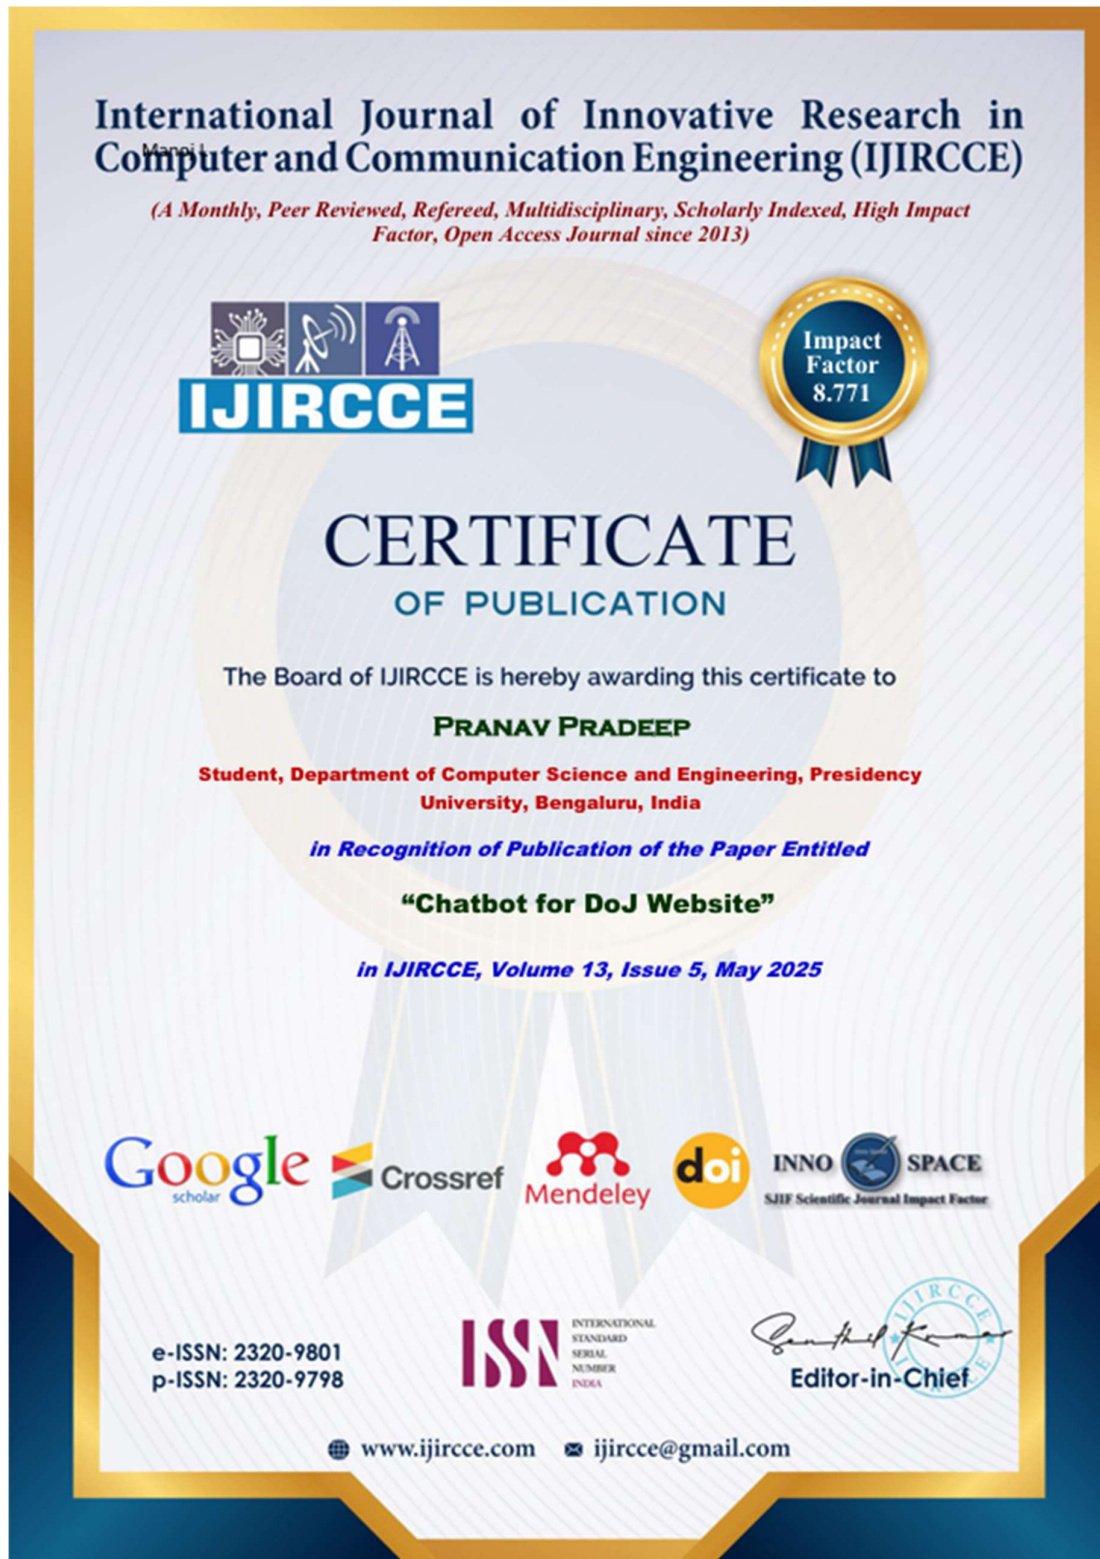 International Journal of Innovative Research in
Manoj L
Computer and Communication Engineering (IJIRCCE)
(A Monthly, Peer Reviewed, Refereed, Multidisciplinary, Scholarly Indexed, High Impact
Factor, Open Access Journal since 2013)
IJIRCCE
Impact
Factor
8.771
CERTIFICATE
OF PUBLICATION
The Board of IJIRCCE is hereby awarding this certificate to
PRANAV PRADEEP
Student, Department of Computer Science and Engineering, Presidency
University, Bengaluru, India
in Recognition of Publication of the Paper Entitled
“Chatbot for DoJ Website”
in IJIRCCE, Volume 13, Issue 5, May 2025
Google
scholar
Crossref
Mendeley
doi
INNO SPACE
SJIF Scientific Journal Impact Factor
e-ISSN: 2320-9801
p-ISSN: 2320-9798
ISSN
INTERNATIONAL
STANDARD
SERIAL
NUMBER
INDIA
Senthil Kumar
IJIRCCE
IJIRCCE
Editor-in-Chief
www.ijircce.com ijircce@gmail.com